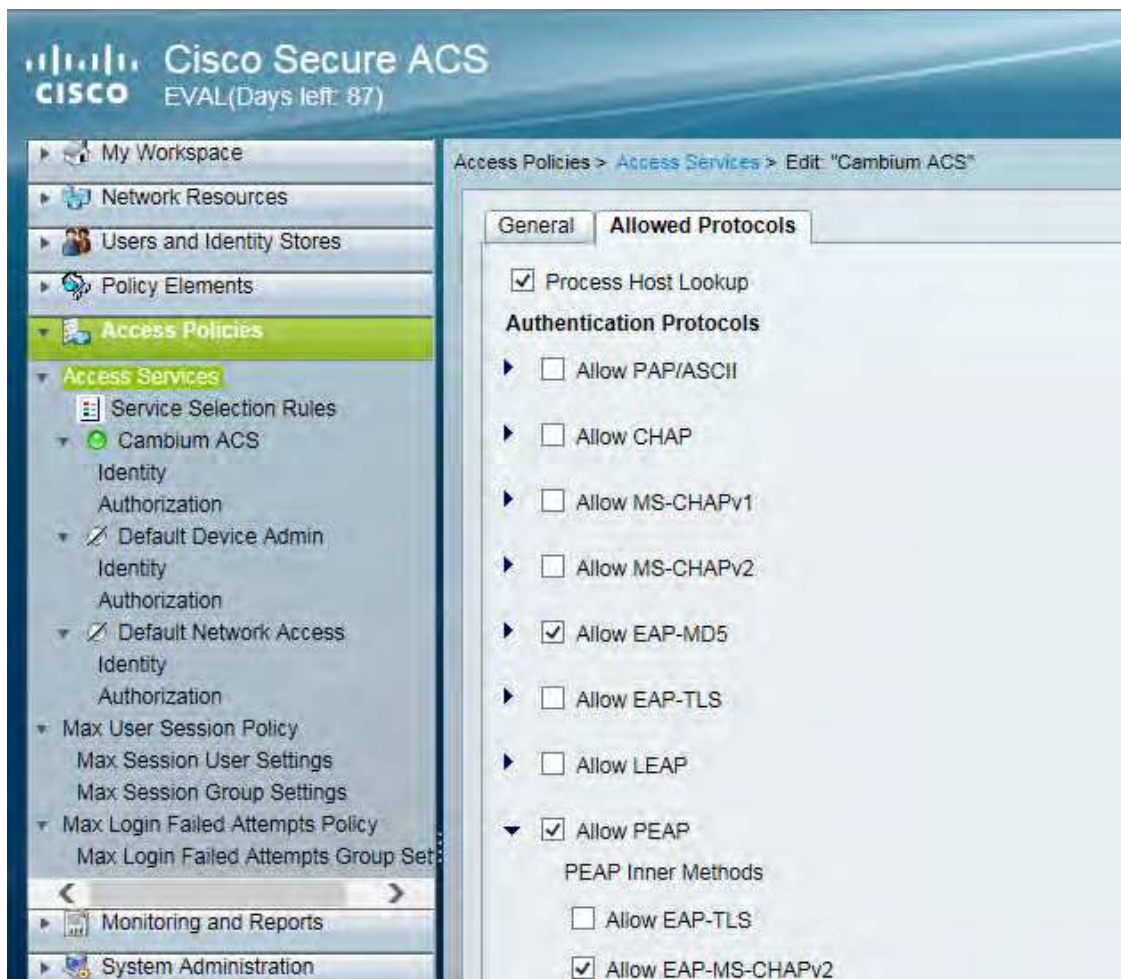 Cisco Secure ACS
CISCO
EVAL(Days left: 87)
My Workspace
Network Resources
Users and Identity Stores
Policy Elements
Access Policies
Access Services
Service Selection Rules
Cambium ACS
Identity
Authorization
Default Device Admin
Identity
Authorization
Default Network Access
Identity
Authorization
Max User Session Policy
Max Session User Settings
Max Session Group Settings
Max Login Failed Attempts Policy
Max Login Failed Attempts Group Set
Monitoring and Reports
System Administration
Access Policies > Access Services > Edit: "Cambium ACS"
General Allowed Protocols
Process Host Lookup
Authentication Protocols
Allow PAP/ASCII
Allow CHAP
Allow MS-CHAPv1
Allow MS-CHAPv2
Allow EAP-MD5
Allow EAP-TLS
Allow LEAP
Allow PEAP
PEAP Inner Methods
Allow EAP-TLS
Allow EAP-MS-CHAPv2